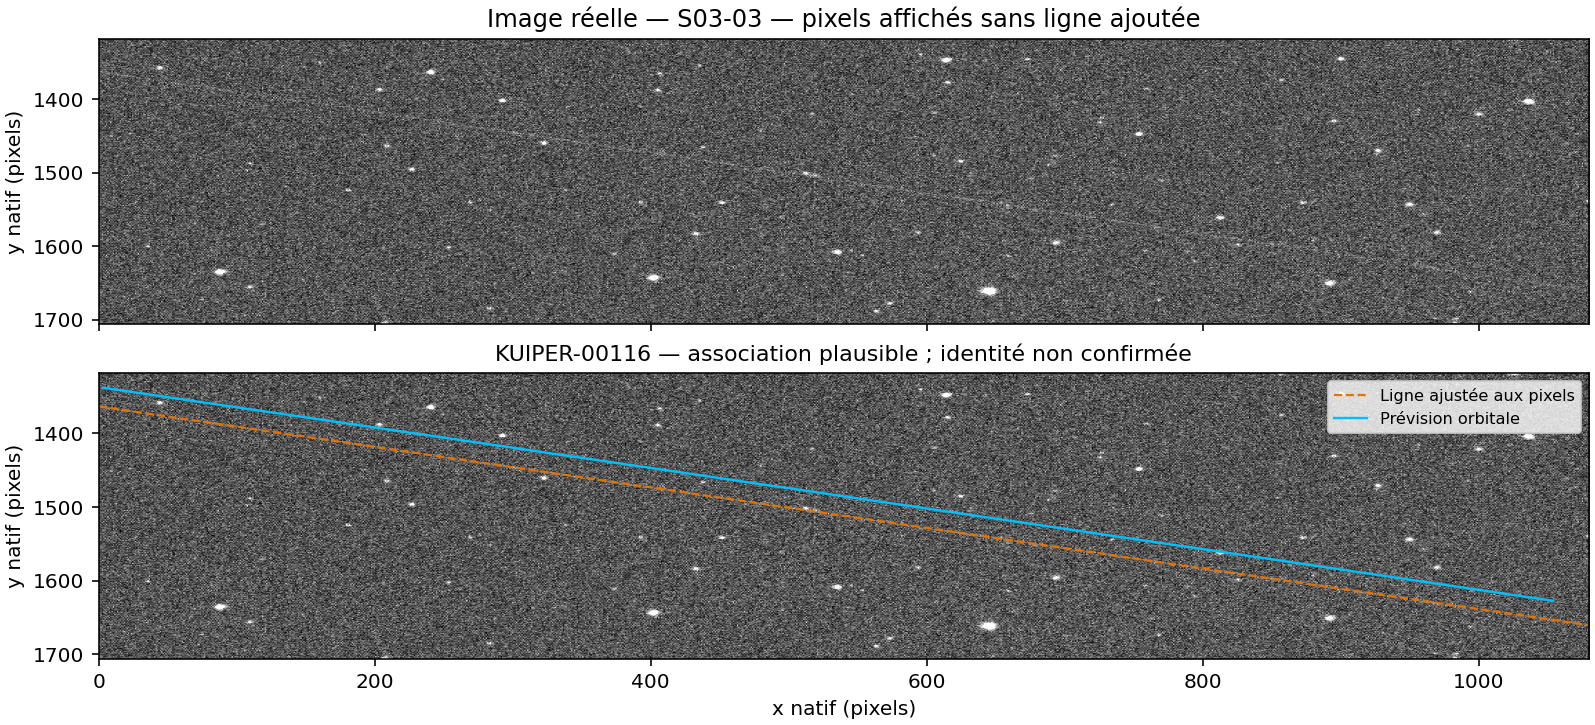 Image réelle — S03-03 — pixels affichés sans ligne ajoutée
y natif (pixels)
1400
1500
1600
1700
KUIPER-00116 — association plausible ; identité non confirmée
Ligne ajustée aux pixels
Prévision orbitale
y natif (pixels)
1400
1500
1600
1700
0 200 400 600 800 1000
x natif (pixels)